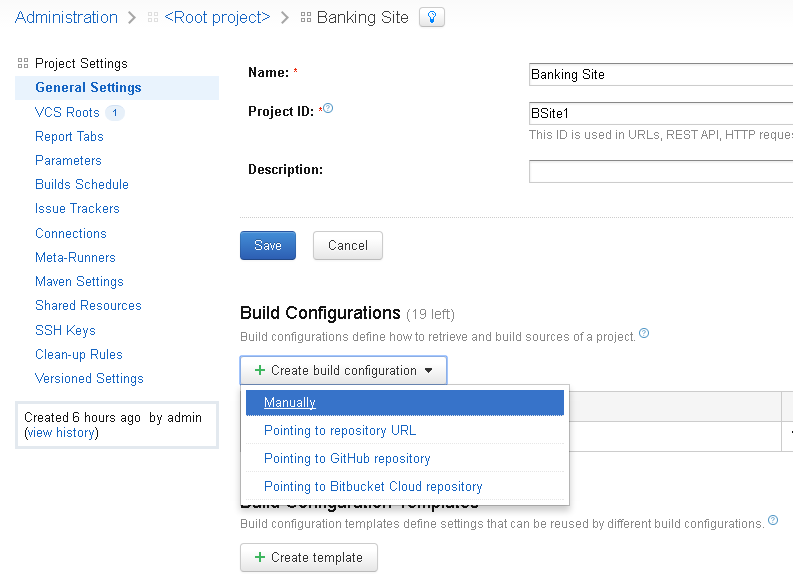 Administration > <Root project> > Banking Site
Project Settings
General Settings
VCS Roots 1
Report Tabs
Parameters
Builds Schedule
Issue Trackers
Connections
Meta-Runners
Maven Settings
Shared Resources
SSH Keys
Clean-up Rules
Versioned Settings
Created 6 hours ago by admin
(view history)
Name: *
Banking Site
Project ID: *
BSite1
This ID is used in URLs, REST API, HTTP reque
Description:
Save
Cancel
Build Configurations (19 left)
Build configurations define how to retrieve and build sources of a project.
+ Create build configuration
Manually
Pointing to repository URL
Pointing to GitHub repository
Pointing to Bitbucket Cloud repository
Build Configuration Templates
Build configuration templates define settings that can be reused by different build configurations.
+ Create template